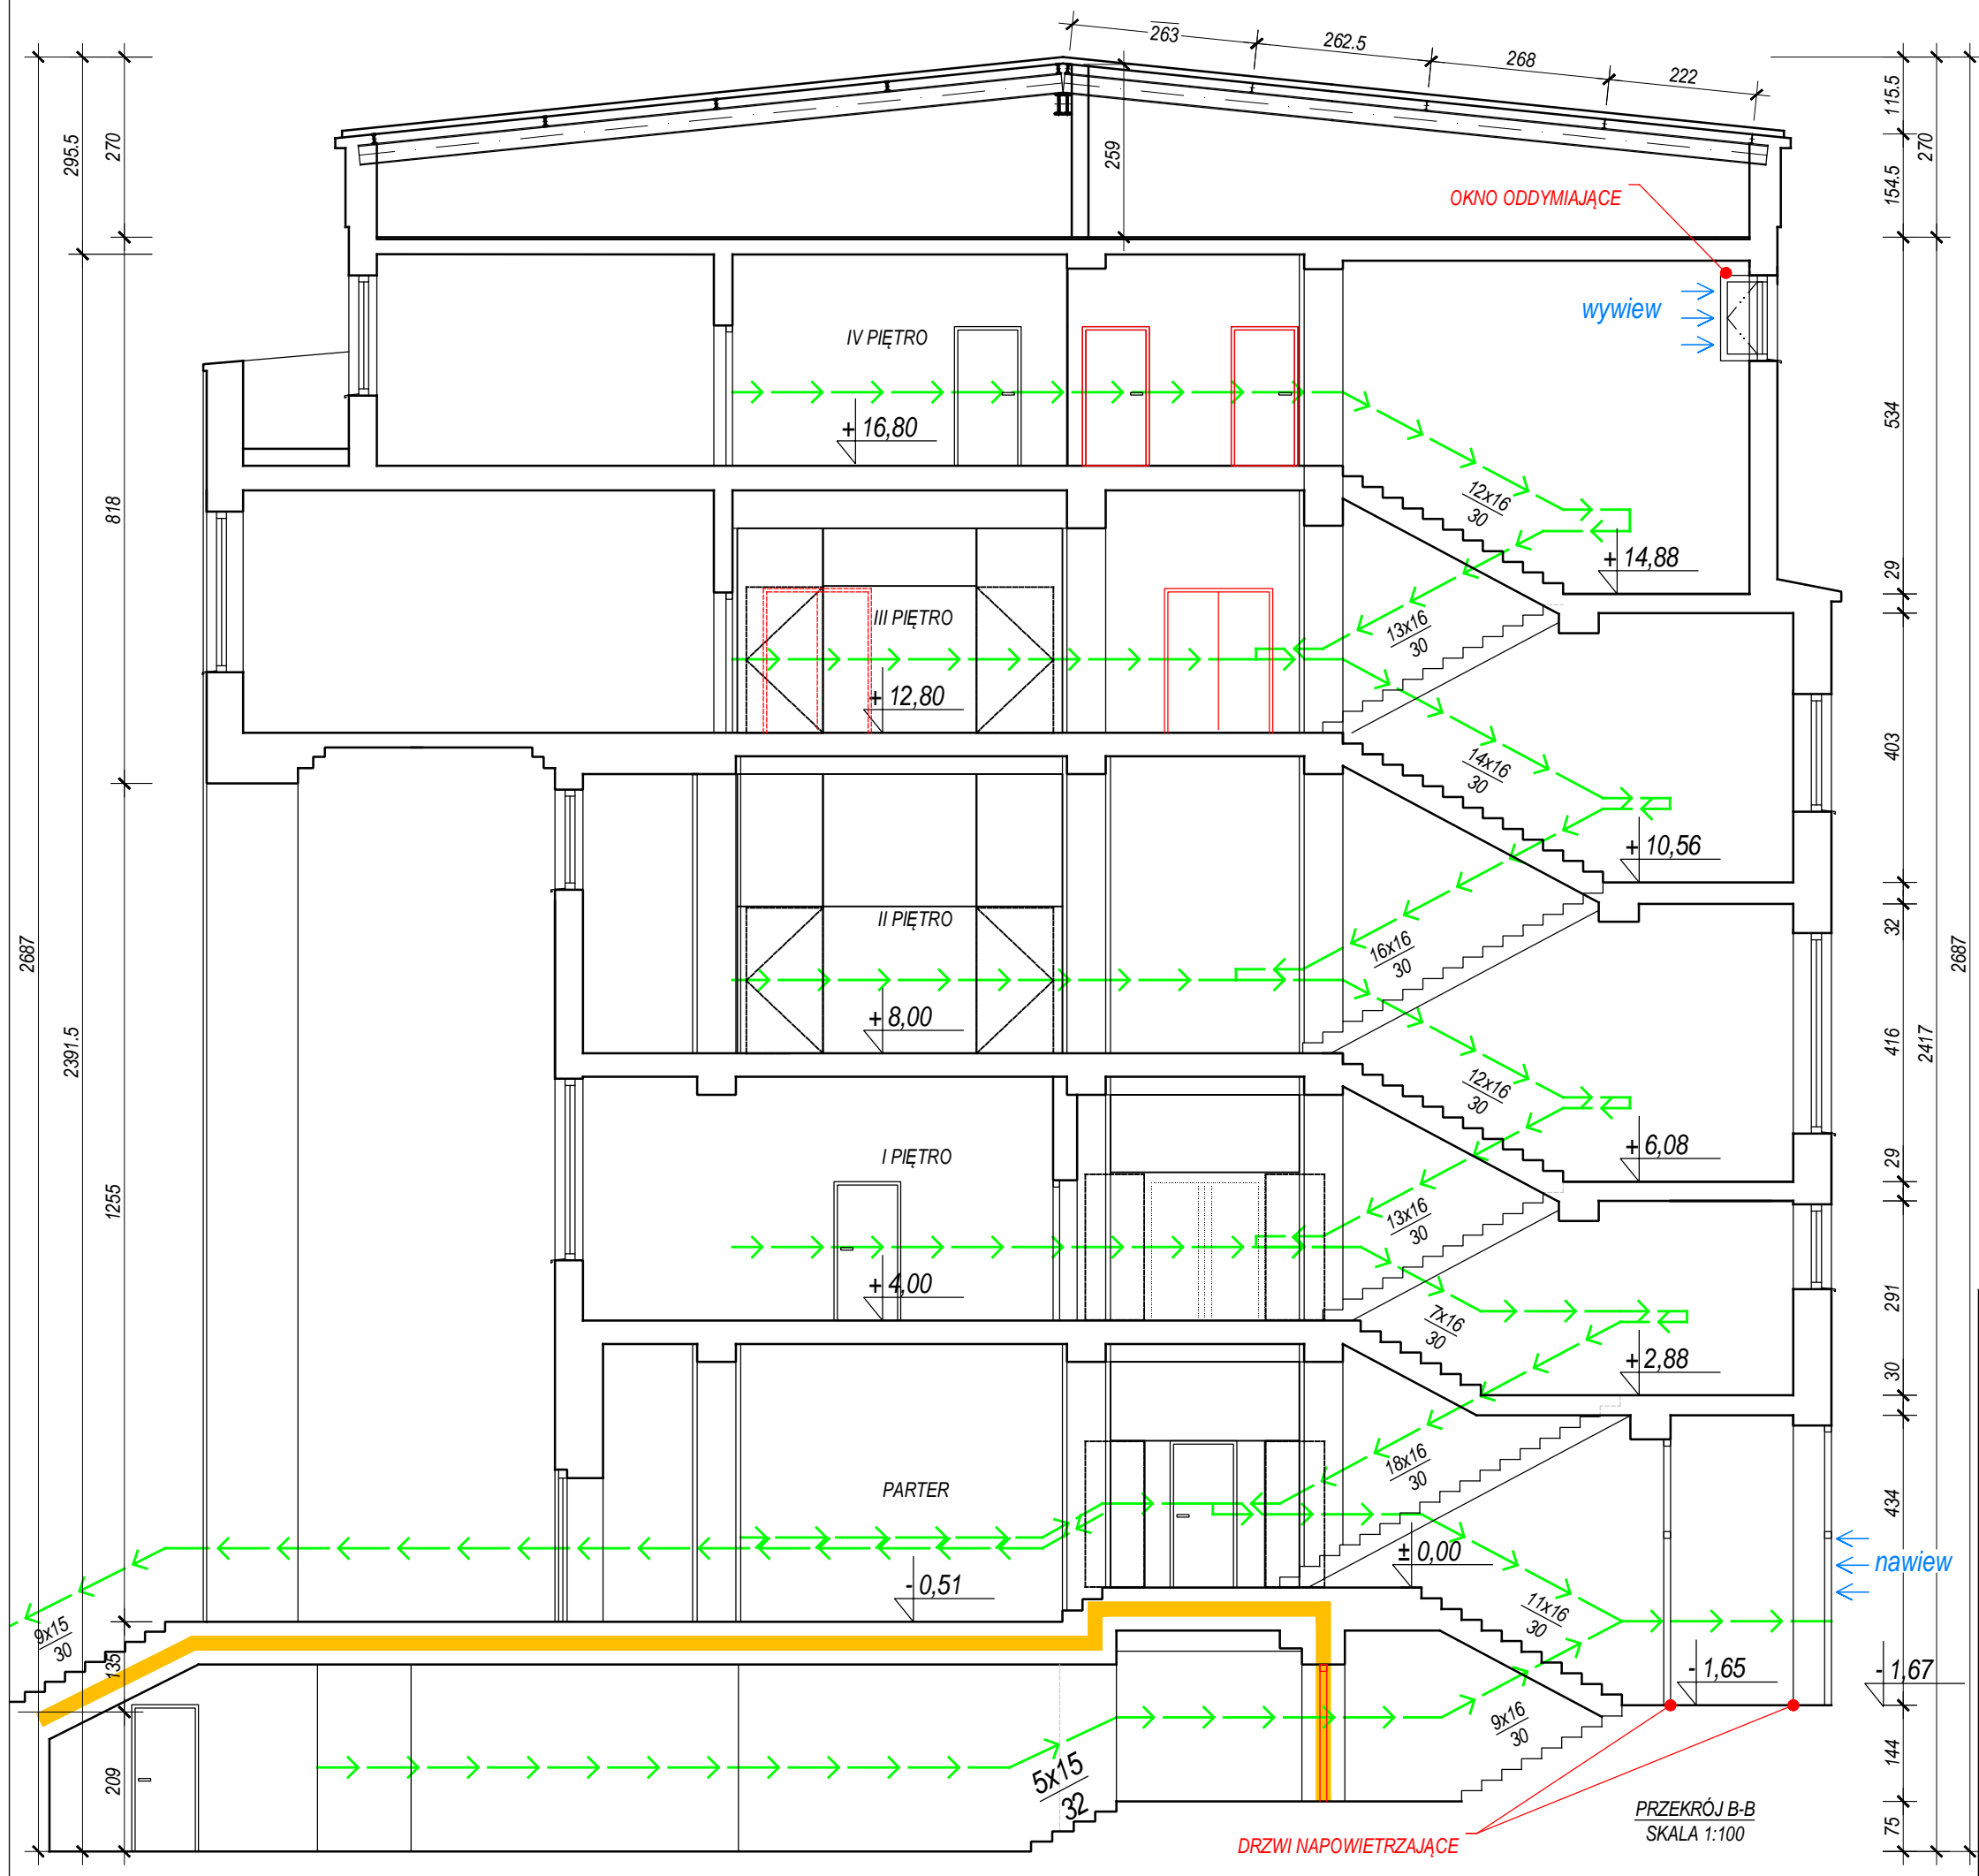 263
262.5
268
222
115.5
270
154.5
295.5
270
259
OKNO ODDYMIAJĄCE
wywiew
IV PIĘTRO
+ 16,80
534
12x16
30
818
+ 14,88
29
III PIĘTRO
13x16
30
+ 12,80
403
14x16
30
+ 10,56
32
II PIĘTRO
16x16
30
2687
2687
+ 8,00
416
2417
2391.5
12x16
30
+ 6,08
29
I PIĘTRO
1255
13x16
30
+ 4,00
291
7x16
30
+ 2,88
30
18x16
30
PARTER
434
± 0,00
nawiew
- 0,51
11x16
30
9x15
30
135
- 1,65
- 1,67
9x16
30
209
5x15
32
144
PRZEKRÓJ B-B
SKALA 1:100
75
DRZWI NAPOWIETRZAJĄCE